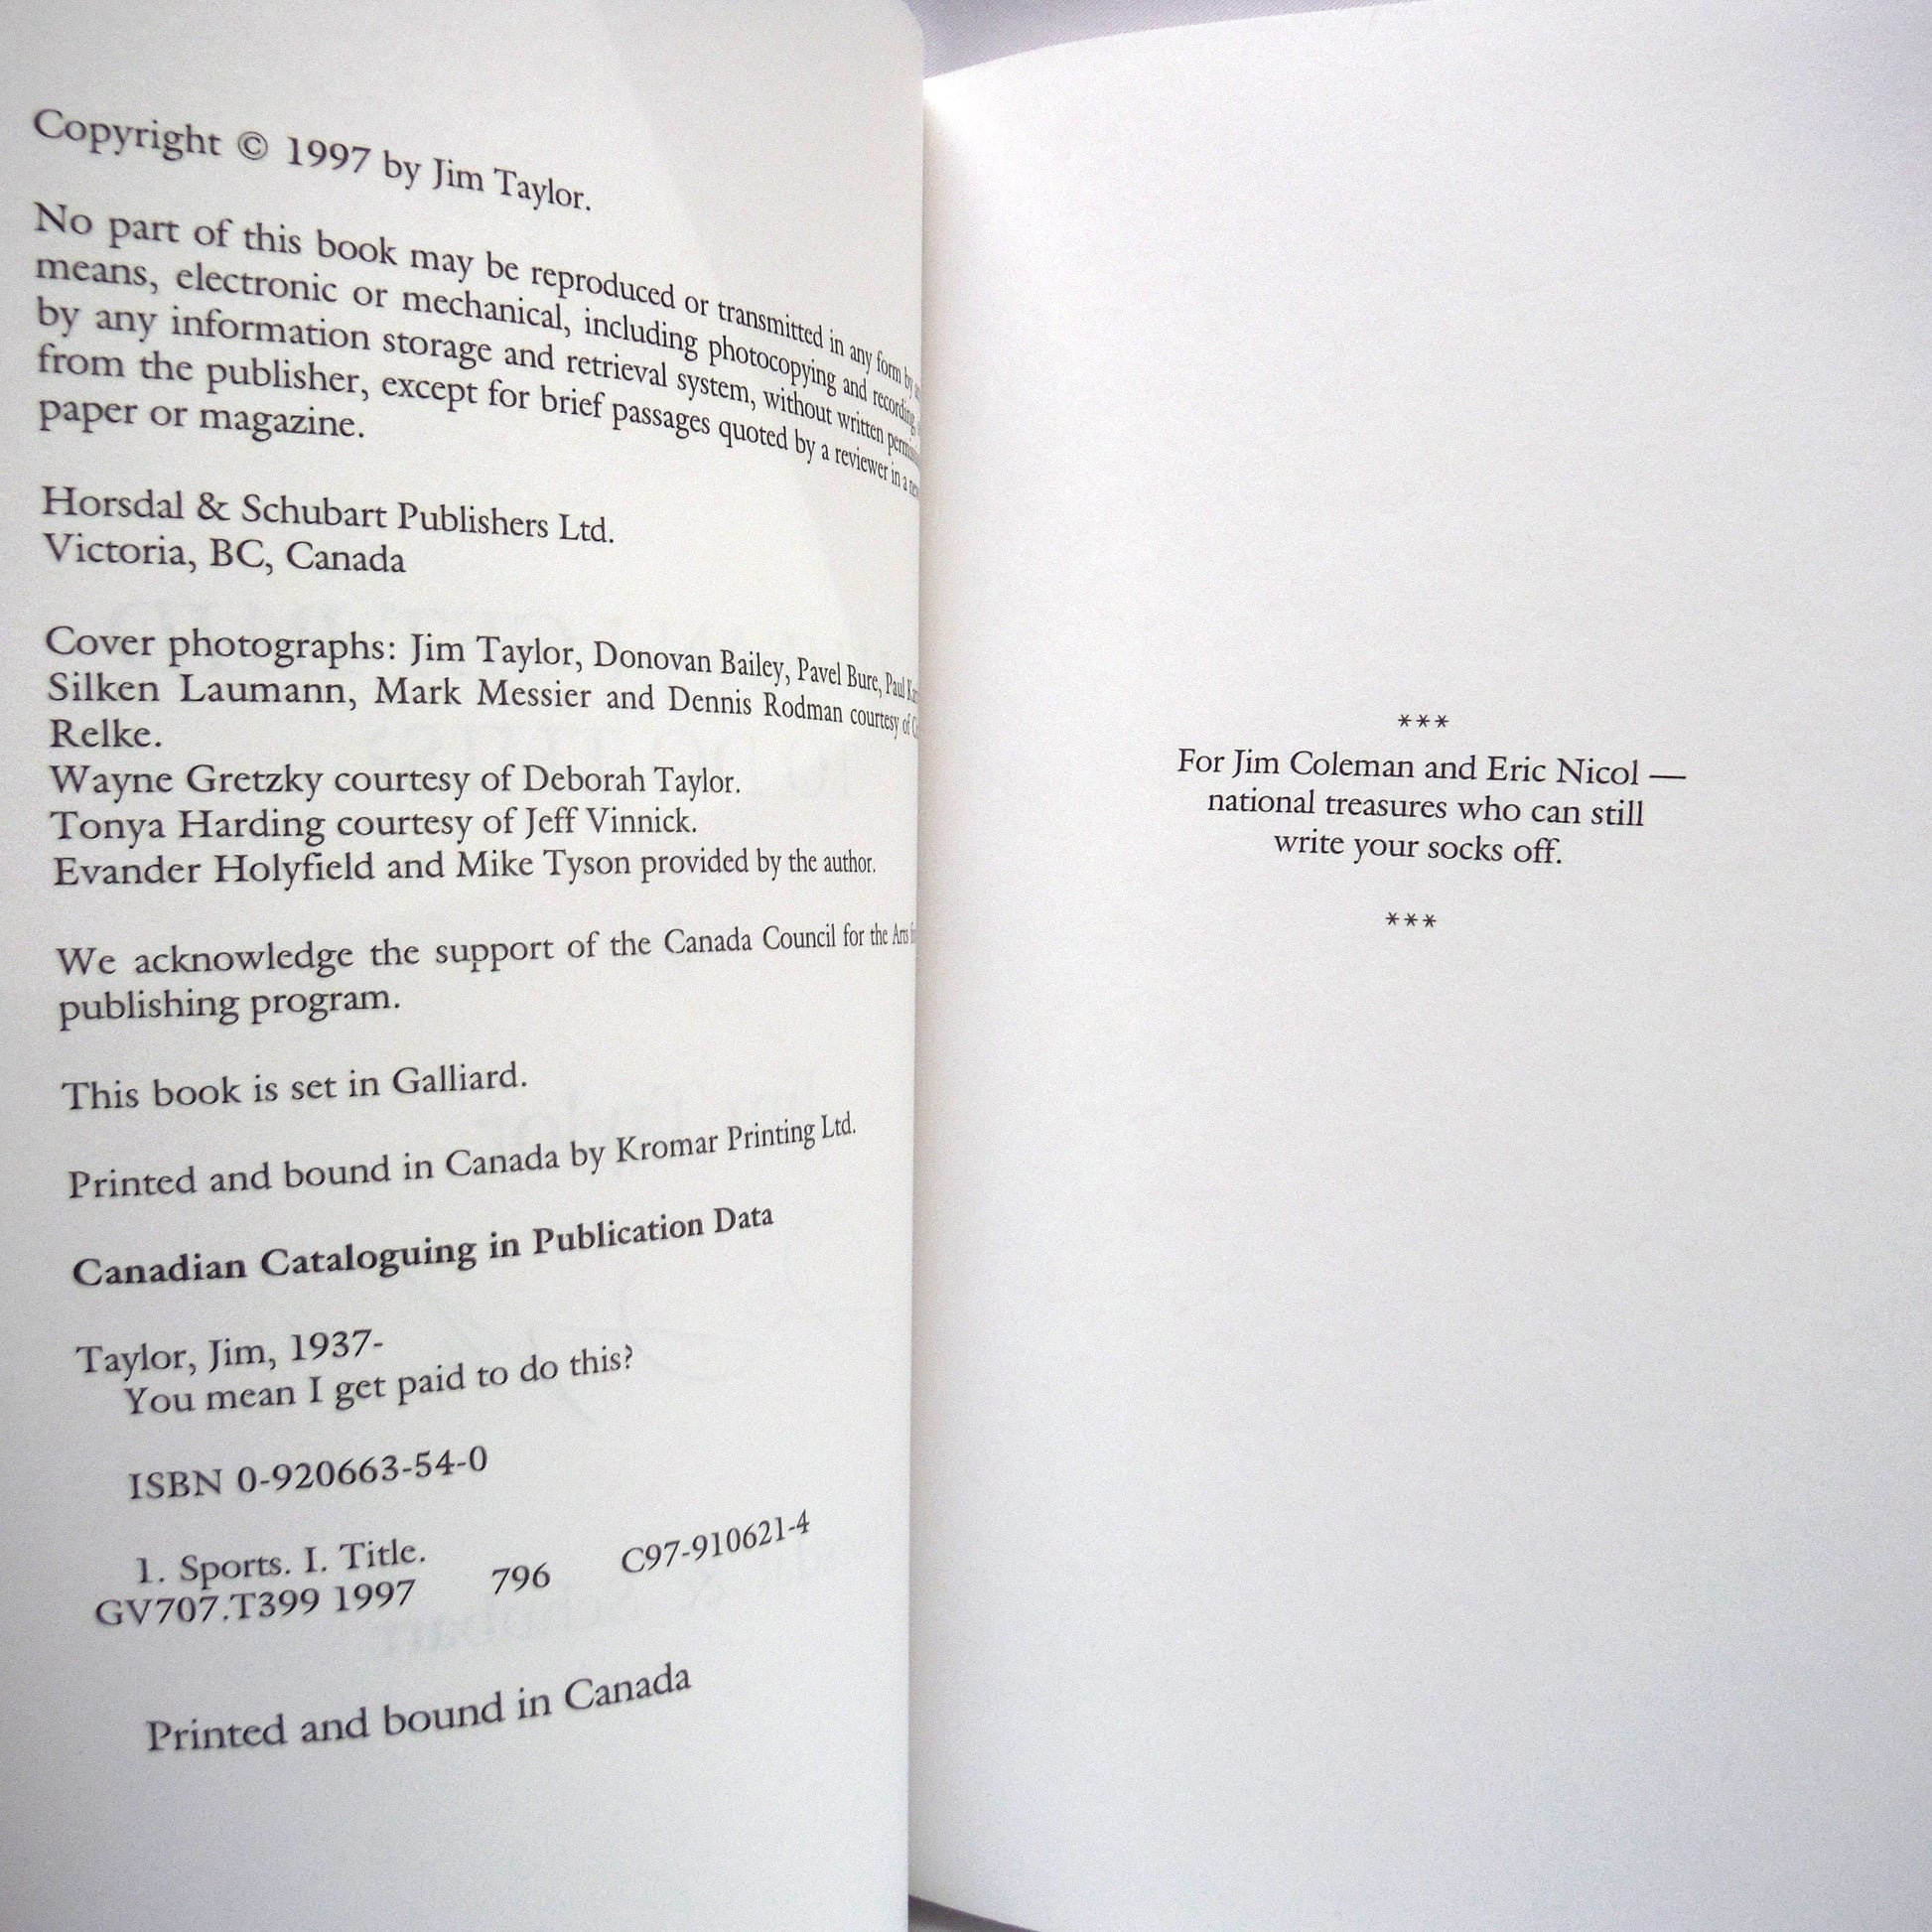 Copyright © 1997 by Jim Taylor.
No part of this book may be reproduced or transmitted in any form by
means, electronic or mechanical, including photocopying and recording,
by any information storage and retrieval system, without written
from the publisher, except for brief passages quoted by a reviewer in a
paper or magazine.
Horsdal & Schubart Publishers Ltd.
Victoria, BC, Canada
Cover photographs: Jim Taylor, Donovan Bailey, Pavel Bure, Paul
Silken Laumann, Mark Messier and Dennis Rodman courtesy of
Relke.
Wayne Gretzky courtesy of Deborah Taylor.
Tonya Harding courtesy of Jeff Vinnick.
Evander Holyfield and Mike Tyson provided by the author.
We acknowledge the support of the Canada Council for the Arts
publishing program.
This book is set in Galliard.
Printed and bound in Canada by Kromar Printing Ltd.
Canadian Cataloguing in Publication Data
Taylor, Jim, 1937-
You mean I get paid to do this?
ISBN 0-920663-54-0
1. Sports. I. Title.
GV707.T399 1997 796 C97-910621-4
Printed and bound in Canada
***
For Jim Coleman and Eric Nicol —
national treasures who can still
write your socks off.
***